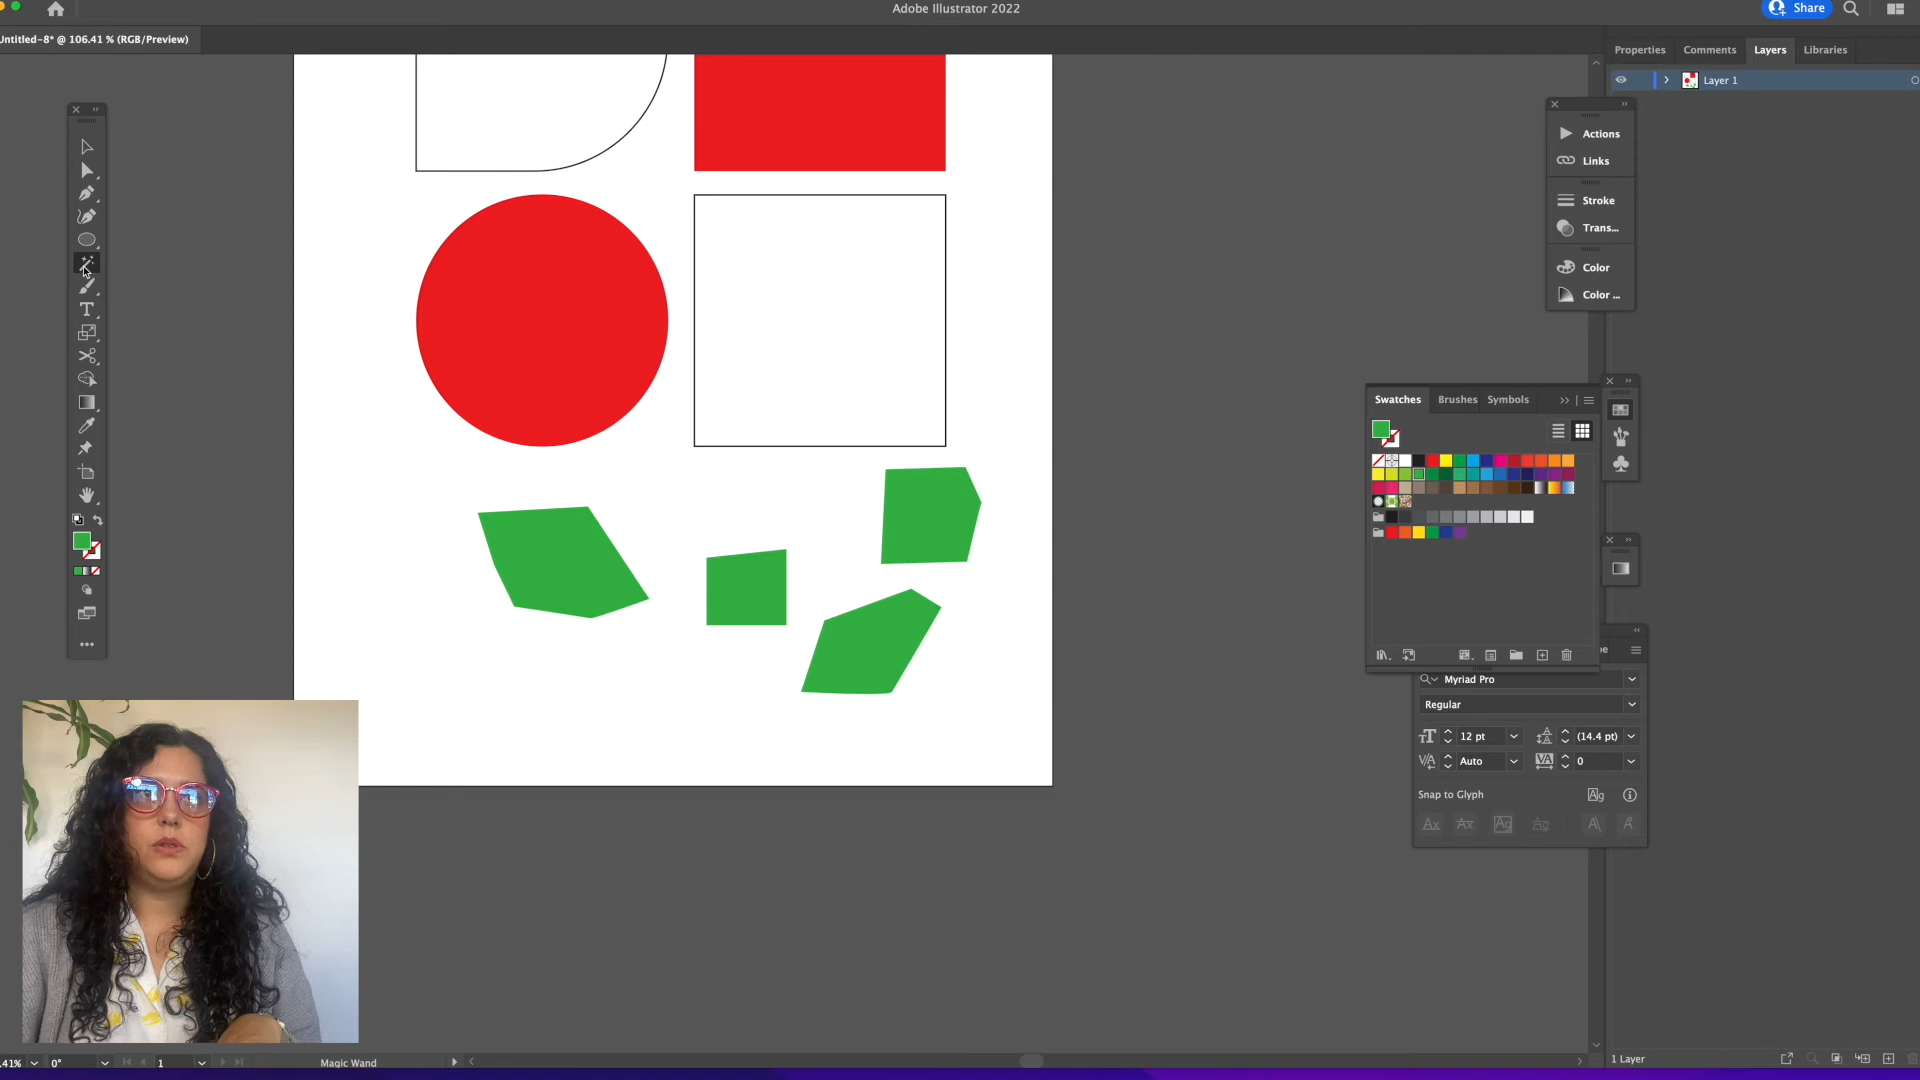 Adobe Illustrator 2022
Share
Untitled-8* @ 106.41 % (RGB/Preview)
Properties
Comments
Layers
Libraries
Layer 1
Actions
Links
Stroke
Trans...
Color
Color ...
Swatches
Brushes
Symbols
Myriad Pro
Regular
12 pt
(14.4 pt)
Auto
0
Snap to Glyph
.41%
0°
1
Magic Wand
1 Layer